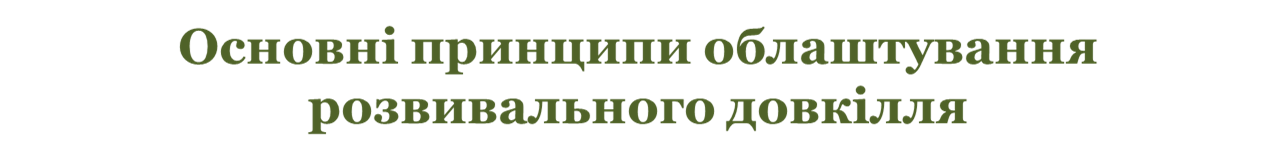 Основні принципи облаштування
розвивального довкілля